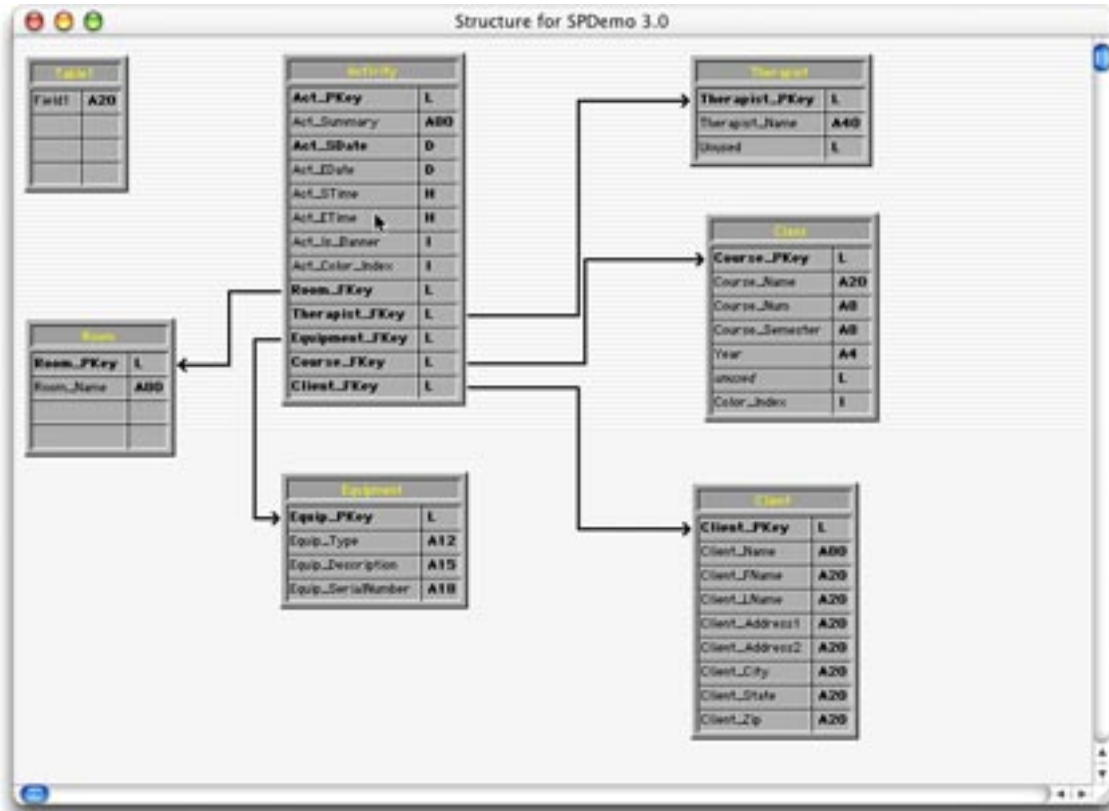 Structure for SPDemo 3.0
Table1
Field1 A20
Activity
Act_PKey L
Act_Summary A80
Act_SDate D
Act_EDate D
Act_STime H
Act_ETime H
Act_Is_Banner I
Act_Color_Index I
Room_FKey L
Therapist_FKey L
Equipment_FKey L
Course_FKey L
Client_FKey L
Therapist
Therapist_PKey L
Therapist_Name A40
Unused L
Class
Course_PKey L
Course_Name A20
Course_Num A8
Course_Semester A8
Year A4
unused L
Color_Index I
Room
Room_PKey L
Room_Name A80
Equipment
Equip_PKey L
Equip_Type A12
Equip_Description A15
Equip_SerialNumber
Client
Client_PKey L
Client_Name A80
Client_FName A20
Client_LName A20
Client_Address1 A20
Client_Address2 A20
Client_City A20
Client_State A20
Client_Zip A20